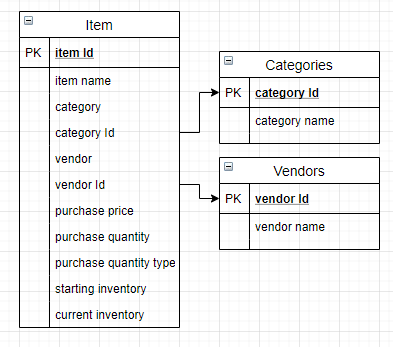 Item
PK item Id
item name
category
category Id
vendor
vendor Id
purchase price
purchase quantity
purchase quantity type
starting inventory
current inventory
Categories
PK category Id
category name
Vendors
PK vendor Id
vendor name